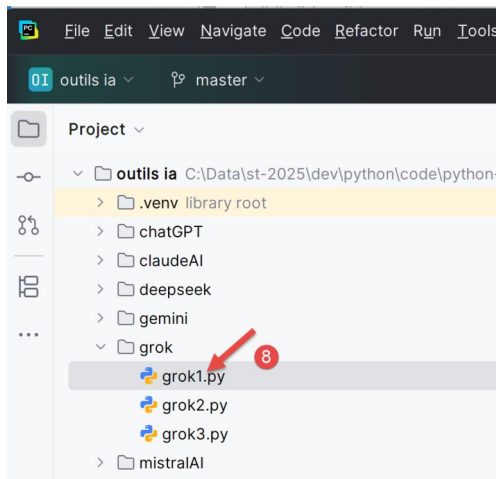 PC File Edit View Navigate Code Refactor Run Tools
OI outils ia master
Project
outils ia C:\Data\st-2025\dev\python\code\python-
.venv library root
chatGPT
claudeAI
deepseek
gemini
grok
8
grok1.py
grok2.py
grok3.py
mistralAI